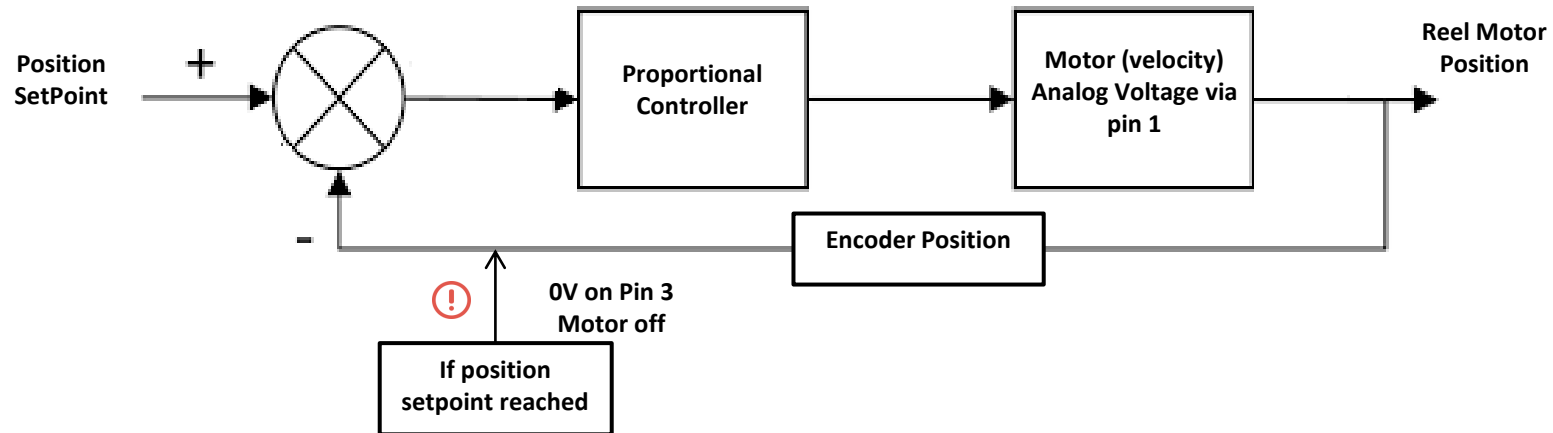 Position
SetPoint
+
Proportional
Controller
Motor (velocity)
Analog Voltage via
pin 1
Reel Motor
Position
-
Encoder Position
!
0V on Pin 3
Motor off
If position
setpoint reached